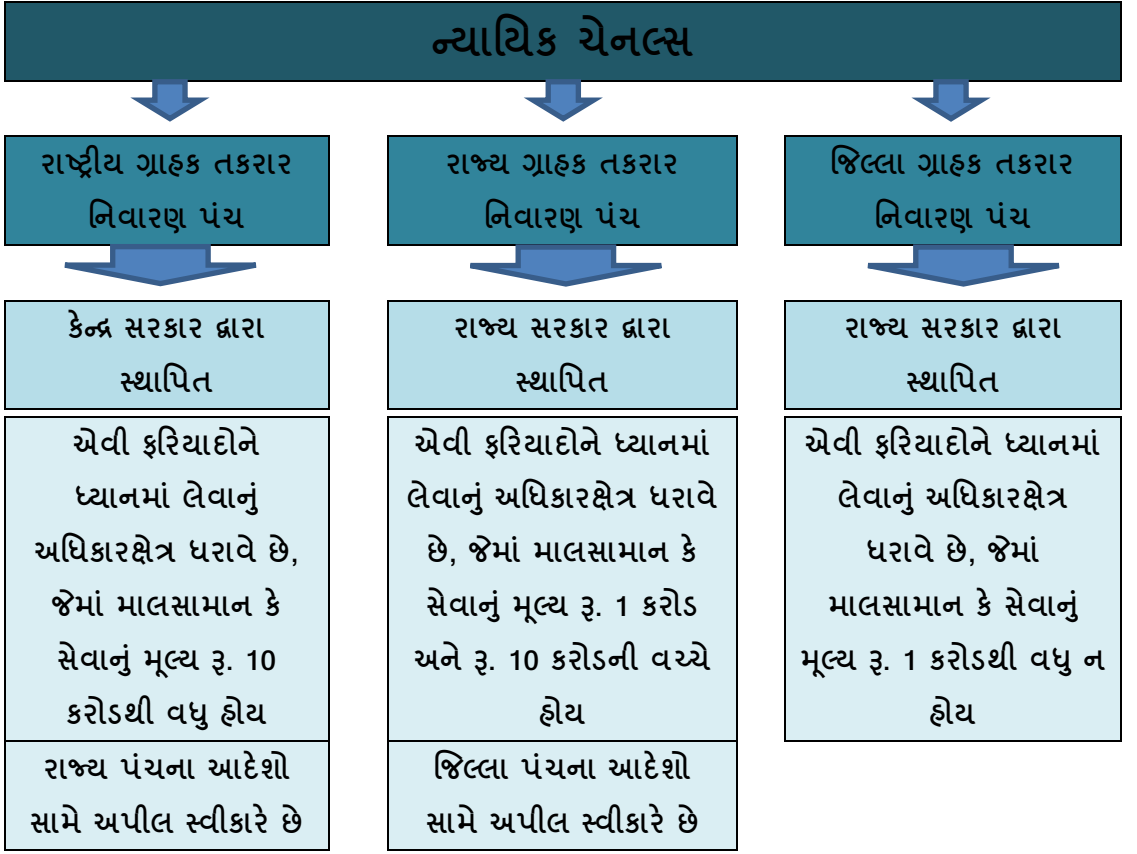 ન્યાયિક ચેનલ્સ
રાષ્ટ્રીય ગ્રાહક તકરાર
નિવારણ પંચ
કેન્દ્ર સરકાર દ્વારા
સ્થાપિત
એવી ફરિયાદોને
ધ્યાનમાં લેવાનું
અધિકારક્ષેત્ર ધરાવે છે,
જેમાં માલસામાન કે
સેવાનું મૂલ્ય રૂ. 10
કરોડથી વધુ હોય
રાજ્ય પંચના આદેશો
સામે અપીલ સ્વીકારે છે
રાજ્ય ગ્રાહક તકરાર
નિવારણ પંચ
રાજ્ય સરકાર દ્વારા
સ્થાપિત
એવી ફરિયાદોને ધ્યાનમાં
લેવાનું અધિકારક્ષેત્ર ધરાવે
છે, જેમાં માલસામાન કે
સેવાનું મૂલ્ય રૂ. 1 કરોડ
અને રૂ. 10 કરોડની વચ્ચે
હોય
જિલ્લા પંચના આદેશો
સામે અપીલ સ્વીકારે છે
જિલ્લા ગ્રાહક તકરાર
નિવારણ પંચ
રાજ્ય સરકાર દ્વારા
સ્થાપિત
એવી ફરિયાદોને ધ્યાનમાં
લેવાનું અધિકારક્ષેત્ર
ધરાવે છે, જેમાં
માલસામાન કે સેવાનું
મૂલ્ય રૂ. 1 કરોડથી વધુ ન
હોય